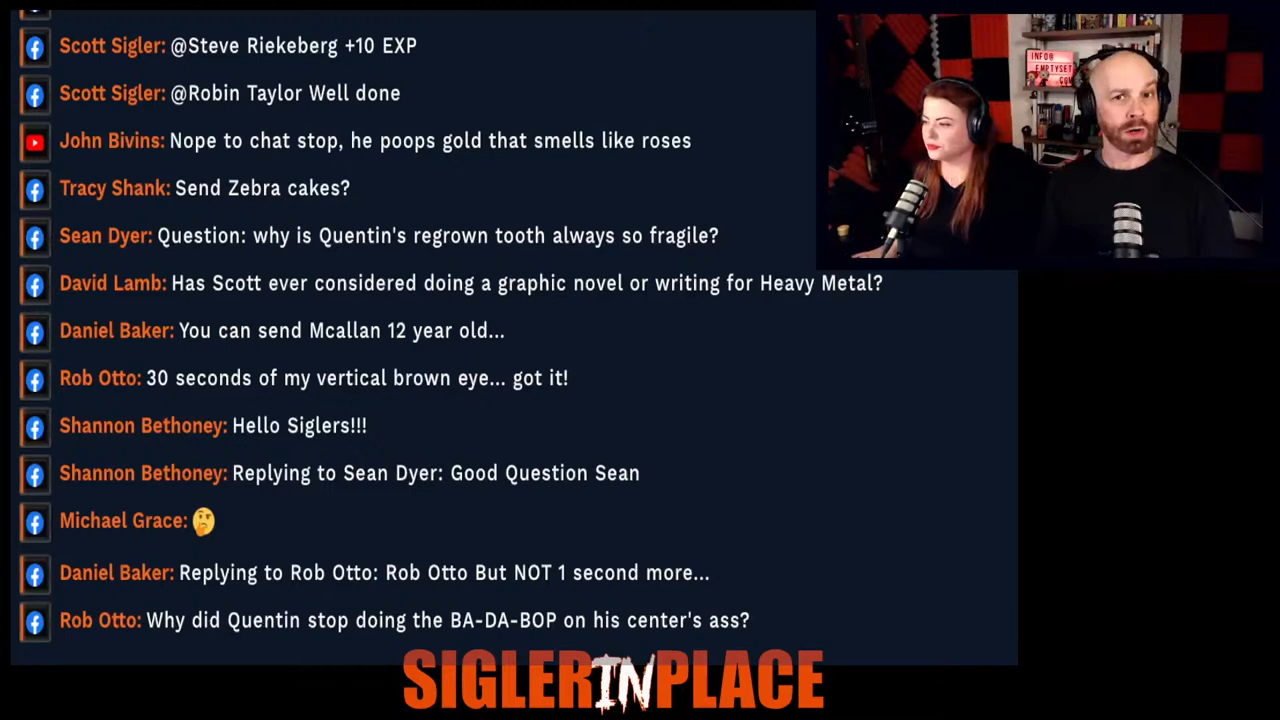 Scott Sigler: @Steve Riekeberg +10 EXP
Scott Sigler: @Robin Taylor Well done
John Bivins: Nope to chat stop, he poops gold that smells like roses
Tracy Shank: Send Zebra cakes?
Sean Dyer: Question: why is Quentin's regrown tooth always so fragile?
David Lamb: Has Scott ever considered doing a graphic novel or writing for Heavy Metal?
Daniel Baker: You can send Mcallan 12 year old...
Rob Otto: 30 seconds of my vertical brown eye... got it!
Shannon Bethoney: Hello Siglers!!!
Shannon Bethoney: Replying to Sean Dyer: Good Question Sean
Michael Grace: 🤔
Daniel Baker: Replying to Rob Otto: Rob Otto But NOT 1 second more...
Rob Otto: Why did Quentin stop doing the BA-DA-BOP on his center's ass?
INFO@
EMPTYSET
SIGLERINPLACE